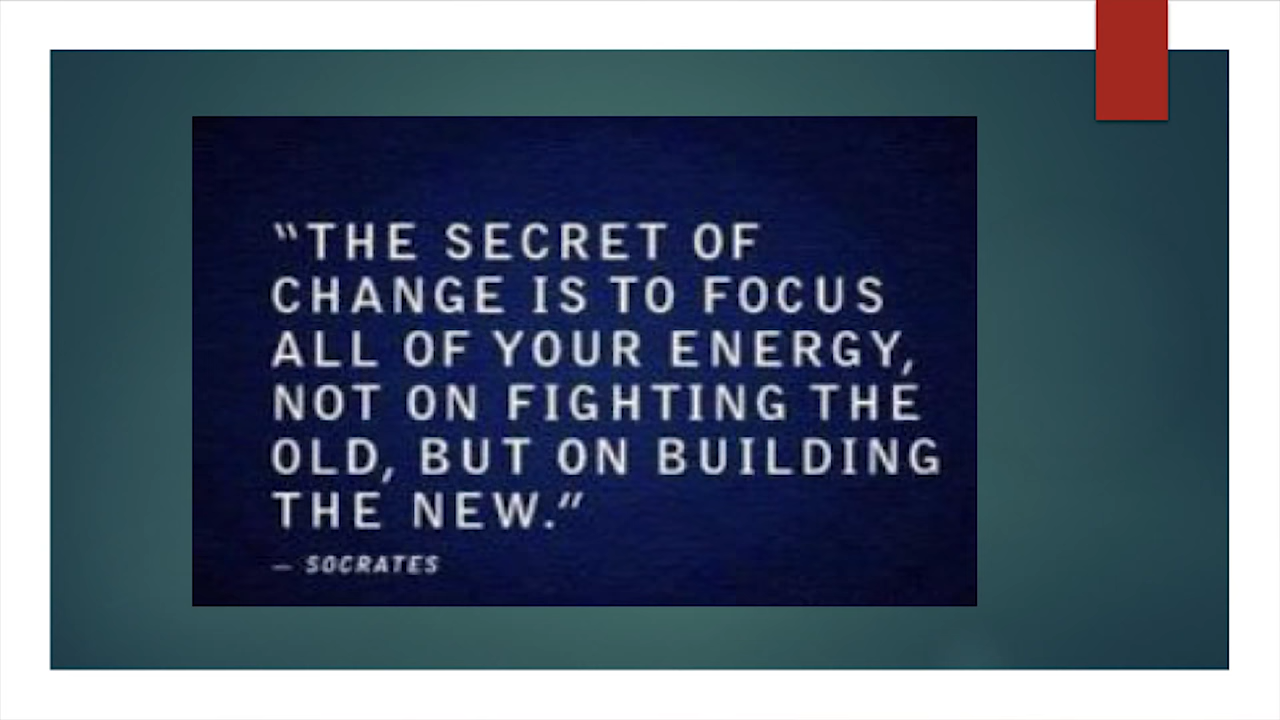 “THE SECRET OF
CHANGE IS TO FOCUS
ALL OF YOUR ENERGY,
NOT ON FIGHTING THE
OLD, BUT ON BUILDING
THE NEW.”
— SOCRATES